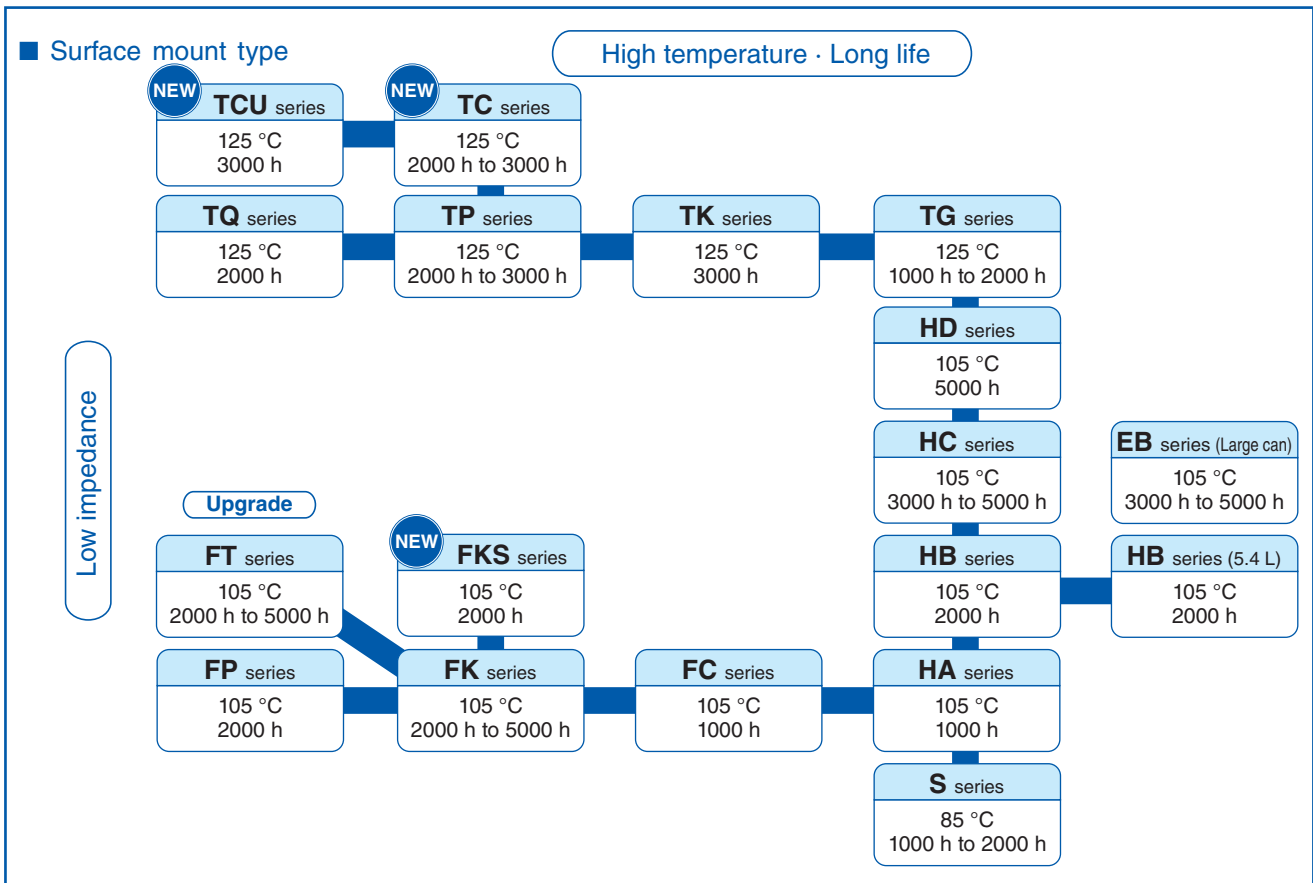 ■ Surface mount type
High temperature · Long life
NEW
TCU series
125 °C
3000 h
NEW
TC series
125 °C
2000 h to 3000 h
TQ series
125 °C
2000 h
TP series
125 °C
2000 h to 3000 h
TK series
125 °C
3000 h
TG series
125 °C
1000 h to 2000 h
HD series
105 °C
5000 h
Low impedance
HC series
105 °C
3000 h to 5000 h
EB series (Large can)
105 °C
3000 h to 5000 h
Upgrade
FT series
105 °C
2000 h to 5000 h
NEW
FKS series
105 °C
2000 h
HB series
105 °C
2000 h
HB series (5.4 L)
105 °C
2000 h
FP series
105 °C
2000 h
FK series
105 °C
2000 h to 5000 h
FC series
105 °C
1000 h
HA series
105 °C
1000 h
S series
85 °C
1000 h to 2000 h